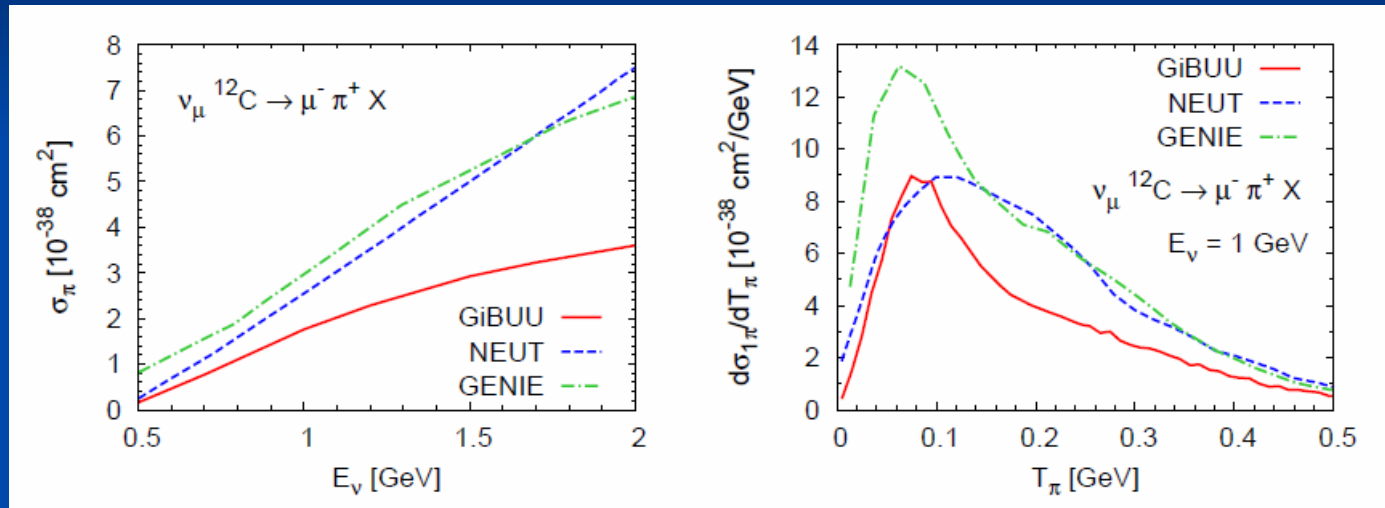 8
7
6
5
4
3
2
1
0
σπ [10⁻³⁸ cm²]
νμ ¹²C → μ⁻ π⁺ X
GiBUU
NEUT
GENIE
0.5 1 1.5 2
Eν [GeV]
14
12
10
8
6
4
2
0
dσ1π/dTπ [10⁻³⁸ cm²/GeV]
GiBUU
NEUT
GENIE
νμ ¹²C → μ⁻ π⁺ X
Eν = 1 GeV
0 0.1 0.2 0.3 0.4 0.5
Tπ [GeV]